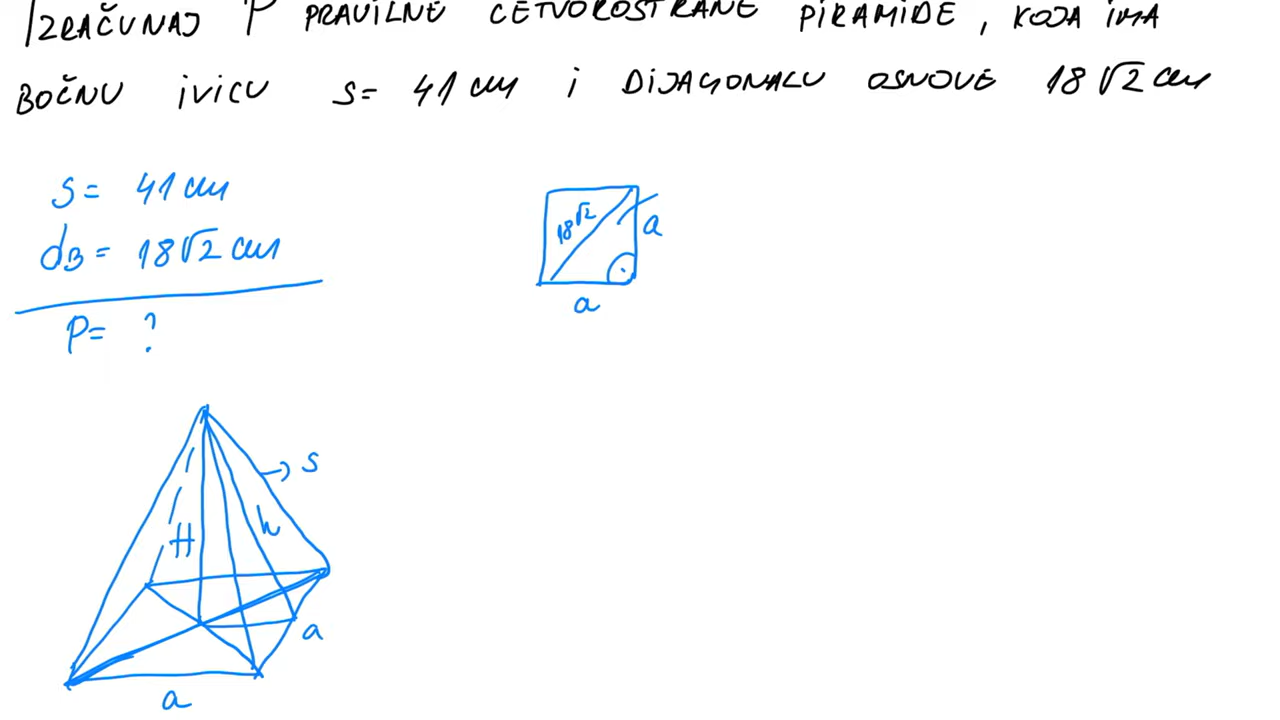 IZRAČUNAJ P PRAVILNE CETVOROSTRANE PIRAMIDE, KOJA IMA
BOČNU IVICU S= 41 cm i DIJAGONALU OSNOVE 18√2 cm
S= 41 cm
dB= 18√2 cm
P= ?
18√2
a
a
s
H
h
a
a